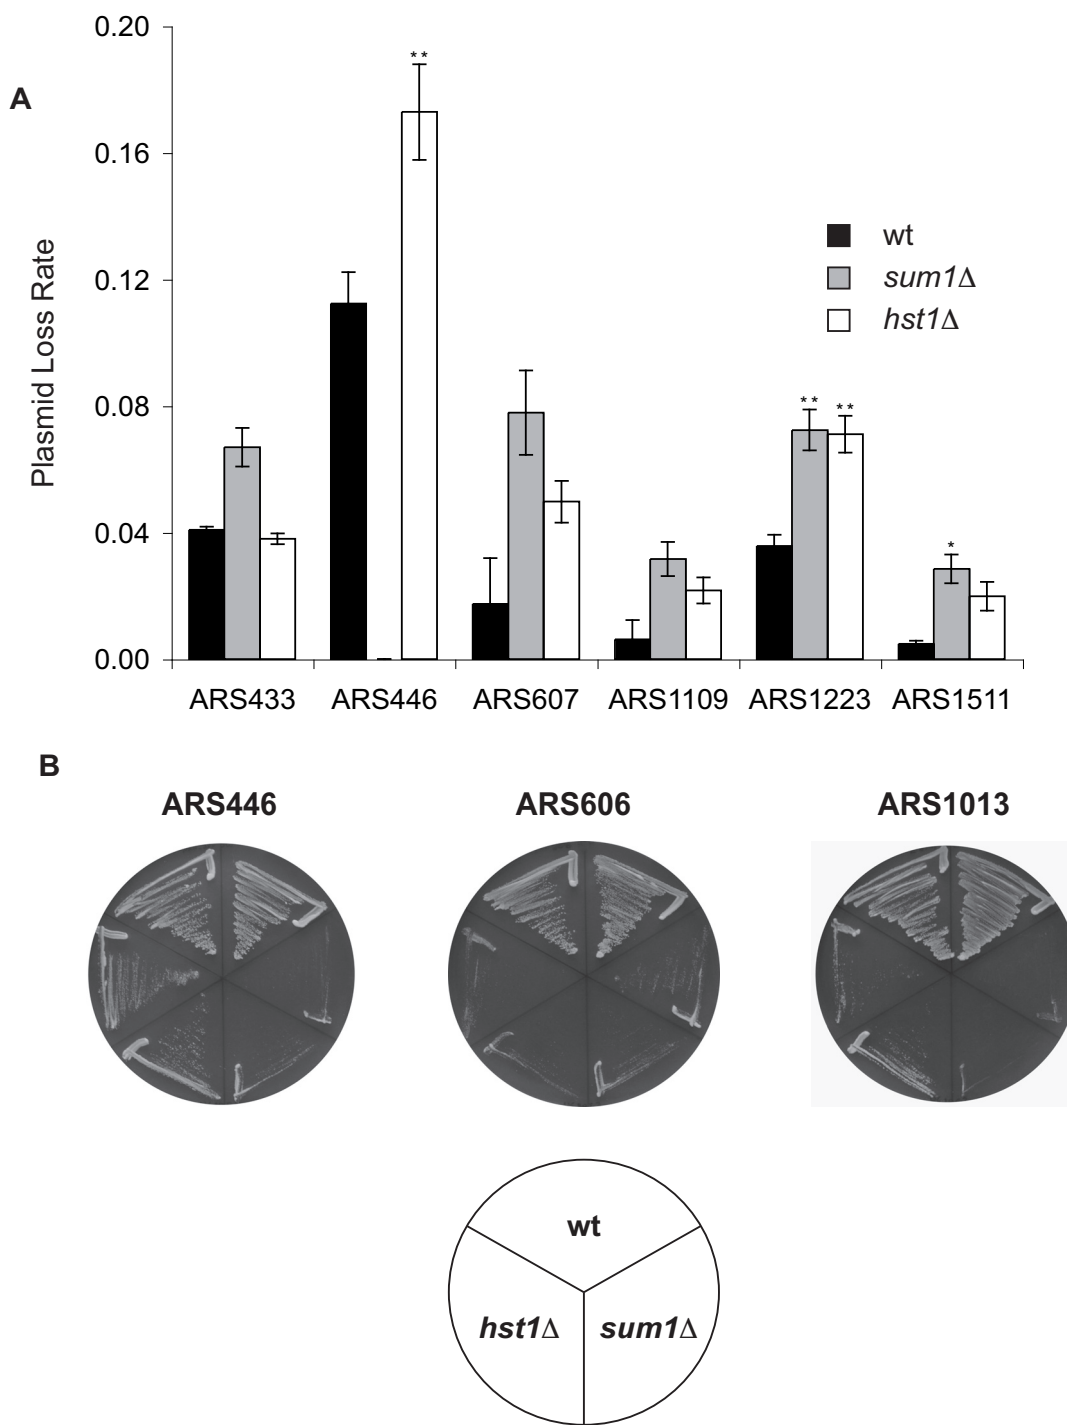 A
Plasmid Loss Rate
0.20
0.16
0.12
0.08
0.04
0.00
**
** **
*
wt
sum1Δ
hst1Δ
ARS433 ARS446 ARS607 ARS1109 ARS1223 ARS1511
B
ARS446 ARS606 ARS1013
wt
hst1Δ sum1Δ